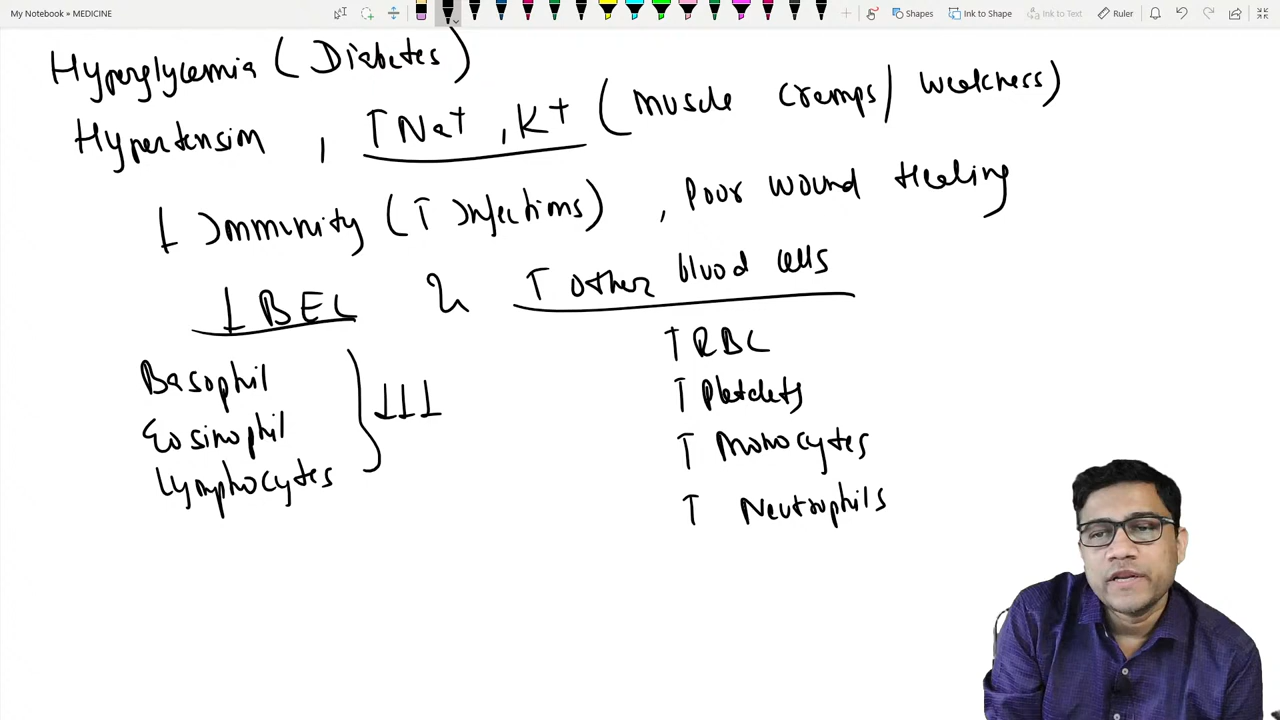 My Notebook » MEDICINE
Shapes Ink to Shape Ink to Text Ruler
Hyperglycemia (Diabetes)
Hypertension , ↑Na+ , K+ (muscle cramps/ weakness)
↓ Immunity (↑ Infections) , Poor wound Healing
↓ BEL & ↑ other blood cells
Basophil
Eosinophil
Lymphocytes
↓↓↓
↑ RBC
↑ Platelets
↑ Monocytes
↑ Neutrophils